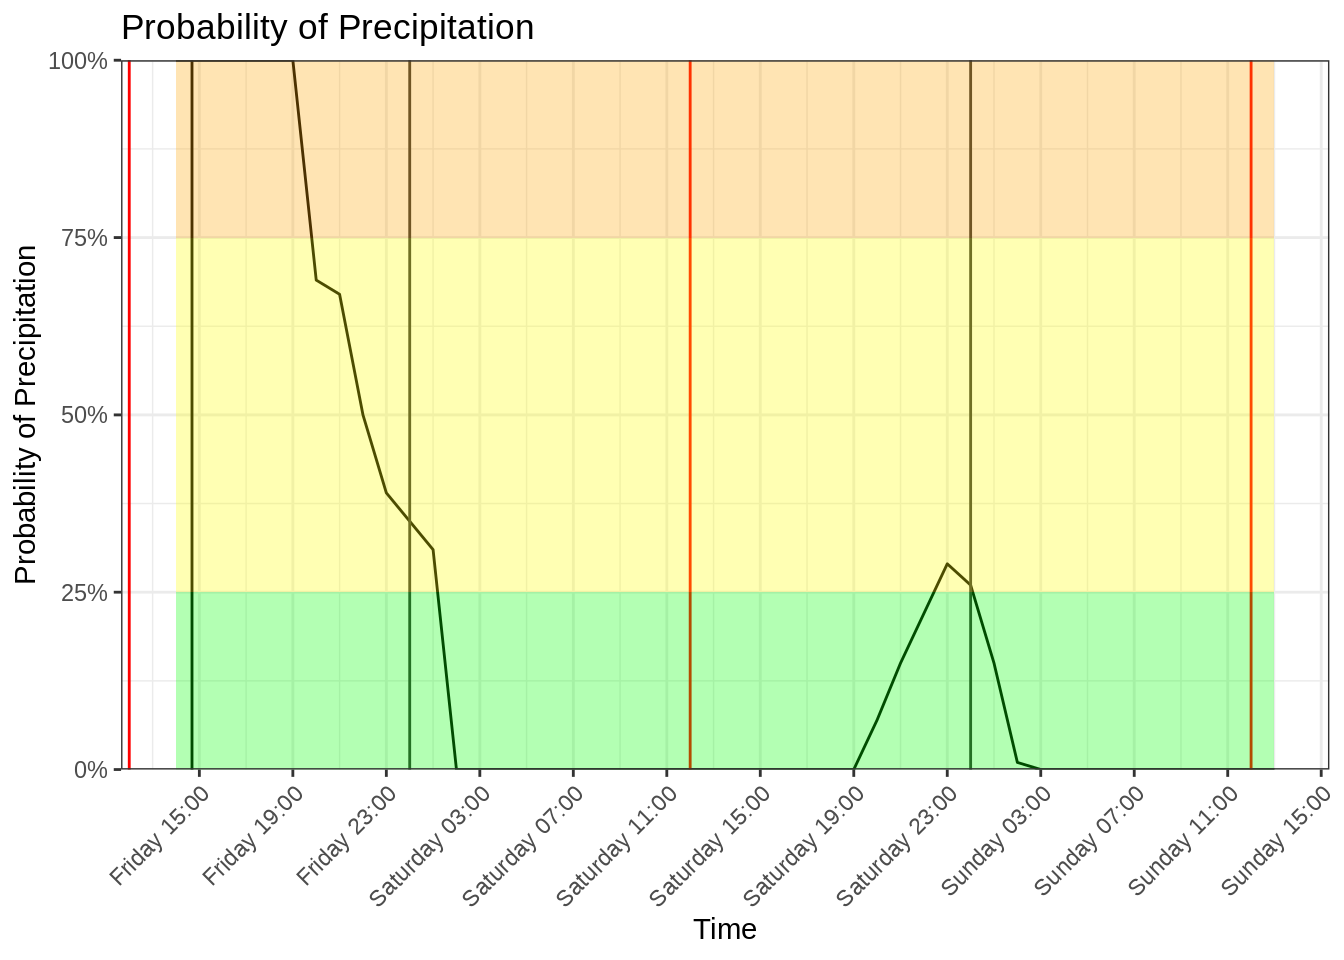 Probability of Precipitation
Probability of Precipitation
100%
75%
50%
25%
0%
Friday 15:00
Friday 19:00
Friday 23:00
Saturday 03:00
Saturday 07:00
Saturday 11:00
Saturday 15:00
Saturday 19:00
Saturday 23:00
Sunday 03:00
Sunday 07:00
Sunday 11:00
Sunday 15:00
Time